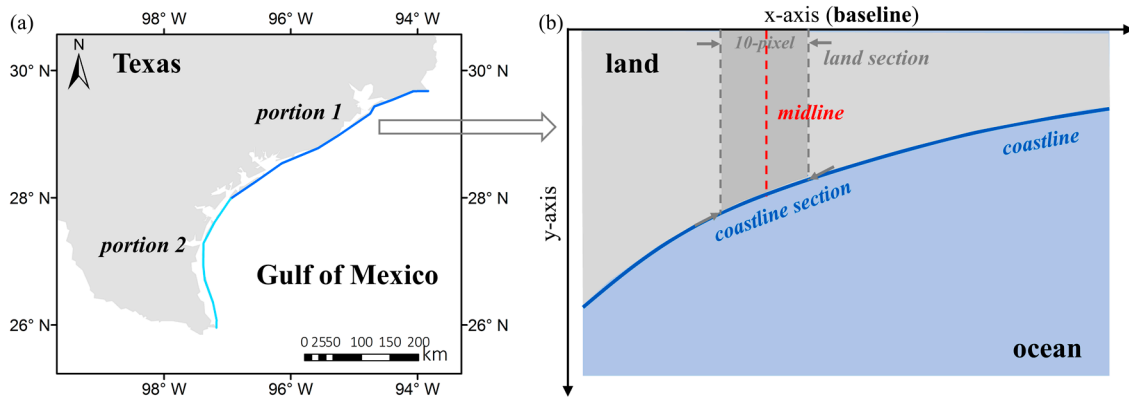 (a)
98° W
96° W
94° W
N
Texas
30° N
30° N
portion 1
28° N
28° N
portion 2
Gulf of Mexico
26° N
26° N
0 2550 100 150 200
km
98° W
96° W
94° W
(b)
x-axis (baseline)
10-pixel
land
land section
midline
coastline
coastline section
y-axis
ocean